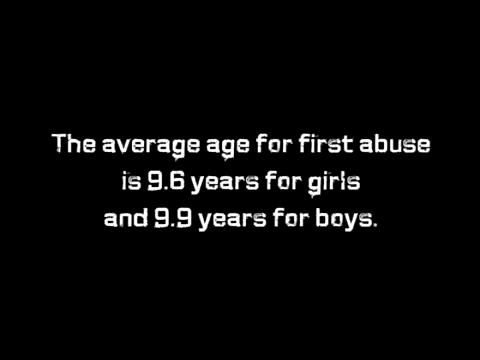 The average age for first abuse
is 9.6 years for girls
and 9.9 years for boys.